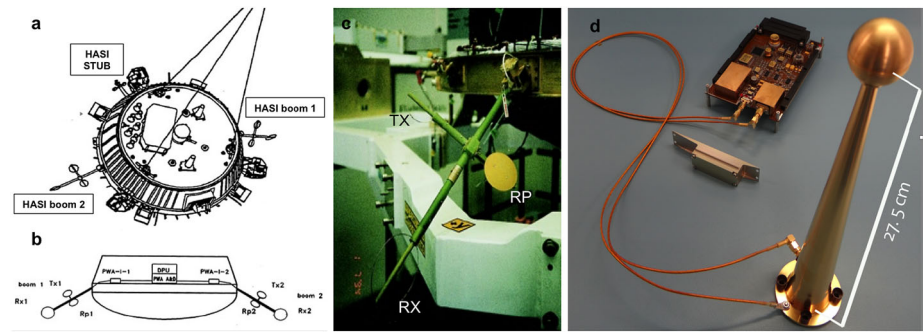 a
HASI
STUB
HASI boom 1
HASI boom 2
b
PWA-I-1
DPU
PWA A&D
PWA-I-2
Tx1
boom 1
Rx1
Rp1
Tx2
boom 2
Rp2
Rx2
c
TX
RP
RX
d
27.5 cm